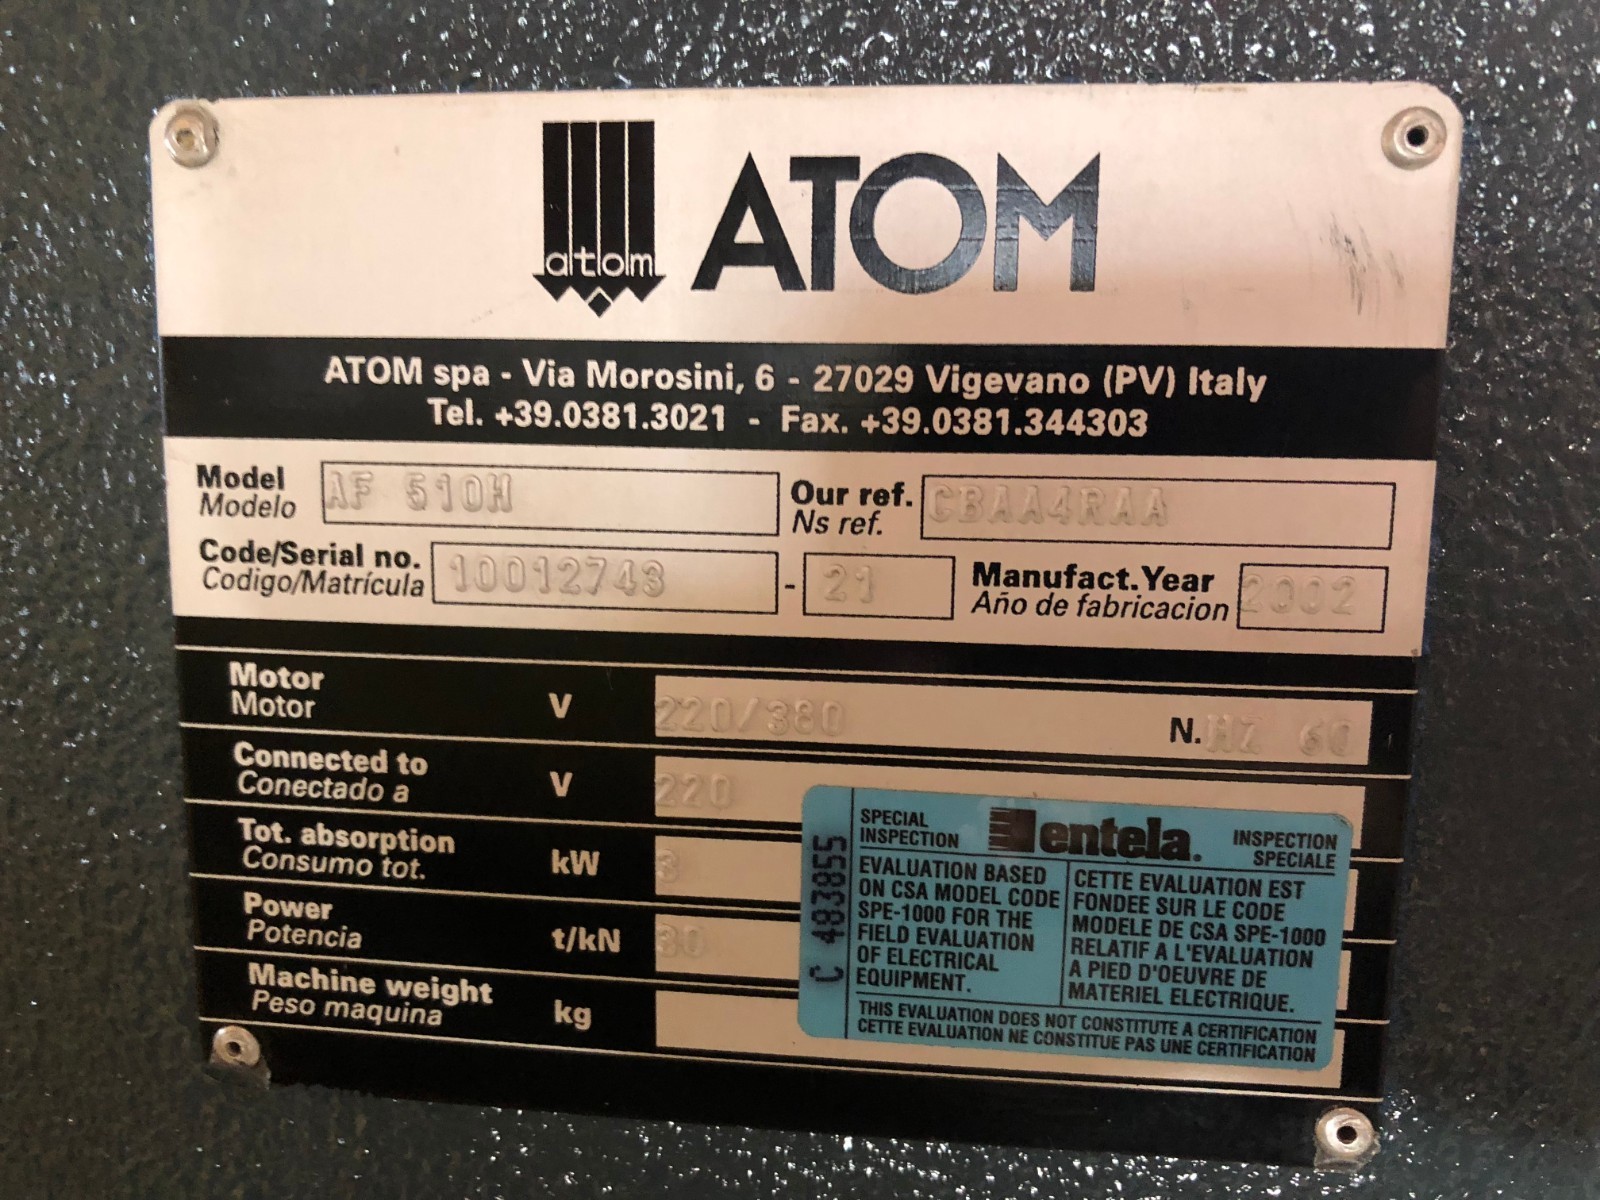 atom ATOM
ATOM spa - Via Morosini, 6 - 27029 Vigevano (PV) Italy
Tel. +39.0381.3021 - Fax. +39.0381.344303
Model AF 510H Our ref. CBAA4RAA
Modelo Ns ref.
Code/Serial no. 10012743 - 21 Manufact. Year 2002
Codigo/Matrícula Año de fabricacion
Motor V 220/380 N. HZ 60
Motor
Connected to V 220
Conectado a
Tot. absorption kW 3
Consumo tot.
Power t/kN 30
Potencia
Machine weight kg
Peso maquina
C 483855
SPECIAL
INSPECTION
entela.
INSPECTION
SPECIALE
EVALUATION BASED
ON CSA MODEL CODE
SPE-1000 FOR THE
FIELD EVALUATION
OF ELECTRICAL
EQUIPMENT.
CETTE EVALUATION EST
FONDEE SUR LE CODE
MODELE DE CSA SPE-1000
RELATIF A L'EVALUATION
A PIED D'OEUVRE DE
MATERIEL ELECTRIQUE.
THIS EVALUATION DOES NOT CONSTITUTE A CERTIFICATION
CETTE EVALUATION NE CONSTITUE PAS UNE CERTIFICATION